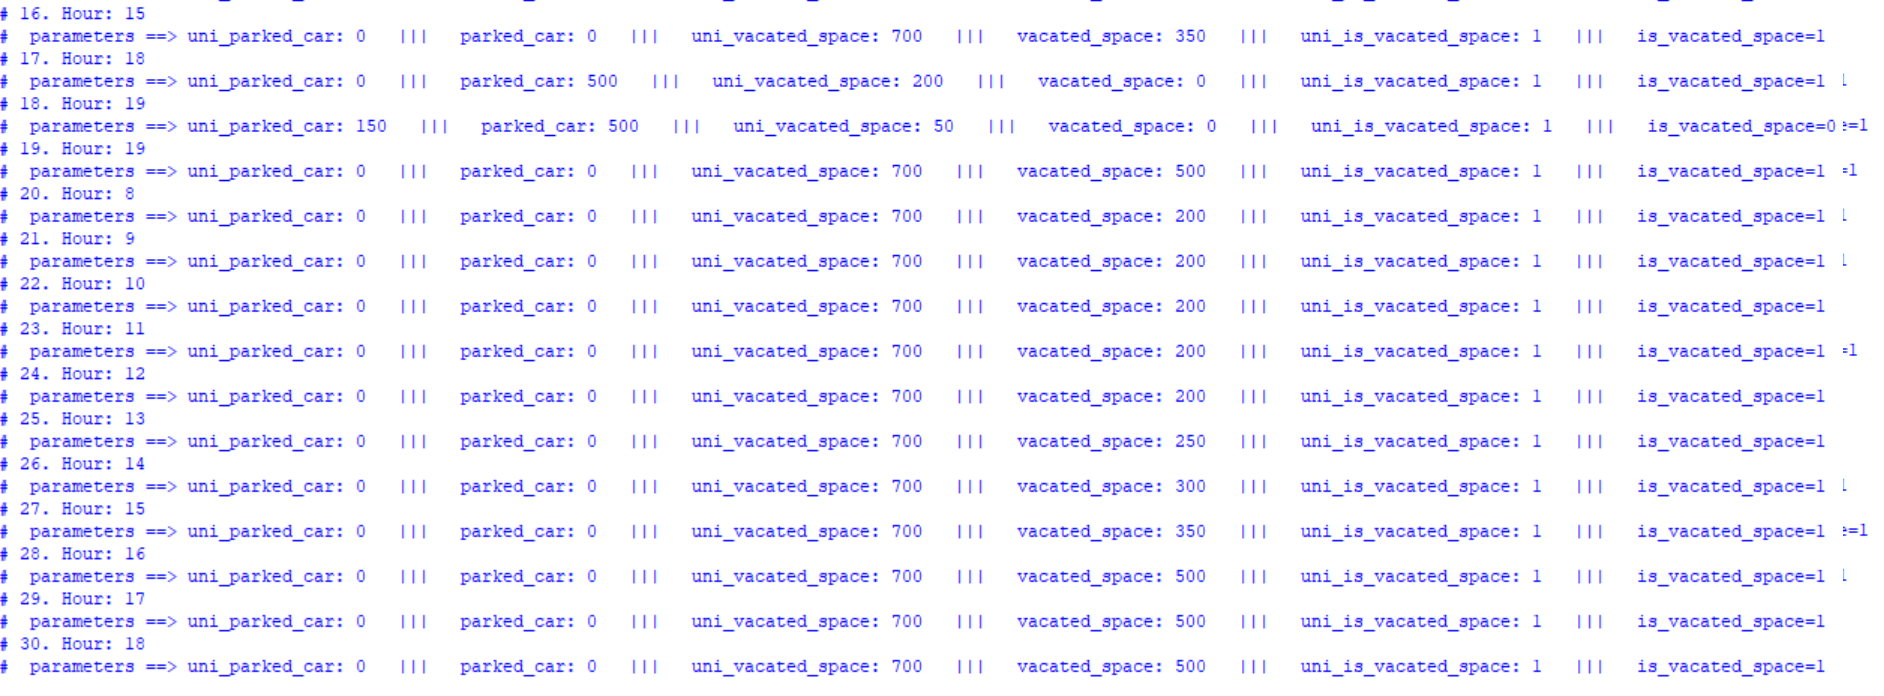 # 16. Hour: 15
#  parameters ==> uni_parked_car: 0   |||   parked_car: 0   |||   uni_vacated_space: 700   |||   vacated_space: 350   |||   uni_is_vacated_space: 1   |||   is_vacated_space=1
# 17. Hour: 18
#  parameters ==> uni_parked_car: 0   |||   parked_car: 500   |||   uni_vacated_space: 200   |||   vacated_space: 0   |||   uni_is_vacated_space: 1   |||   is_vacated_space=1 1
# 18. Hour: 19
#  parameters ==> uni_parked_car: 150   |||   parked_car: 500   |||   uni_vacated_space: 50   |||   vacated_space: 0   |||   uni_is_vacated_space: 1   |||   is_vacated_space=0 =1
# 19. Hour: 19
#  parameters ==> uni_parked_car: 0   |||   parked_car: 0   |||   uni_vacated_space: 700   |||   vacated_space: 500   |||   uni_is_vacated_space: 1   |||   is_vacated_space=1 =1
# 20. Hour: 8
#  parameters ==> uni_parked_car: 0   |||   parked_car: 0   |||   uni_vacated_space: 700   |||   vacated_space: 200   |||   uni_is_vacated_space: 1   |||   is_vacated_space=1 1
# 21. Hour: 9
#  parameters ==> uni_parked_car: 0   |||   parked_car: 0   |||   uni_vacated_space: 700   |||   vacated_space: 200   |||   uni_is_vacated_space: 1   |||   is_vacated_space=1 1
# 22. Hour: 10
#  parameters ==> uni_parked_car: 0   |||   parked_car: 0   |||   uni_vacated_space: 700   |||   vacated_space: 200   |||   uni_is_vacated_space: 1   |||   is_vacated_space=1
# 23. Hour: 11
#  parameters ==> uni_parked_car: 0   |||   parked_car: 0   |||   uni_vacated_space: 700   |||   vacated_space: 200   |||   uni_is_vacated_space: 1   |||   is_vacated_space=1 =1
# 24. Hour: 12
#  parameters ==> uni_parked_car: 0   |||   parked_car: 0   |||   uni_vacated_space: 700   |||   vacated_space: 200   |||   uni_is_vacated_space: 1   |||   is_vacated_space=1
# 25. Hour: 13
#  parameters ==> uni_parked_car: 0   |||   parked_car: 0   |||   uni_vacated_space: 700   |||   vacated_space: 250   |||   uni_is_vacated_space: 1   |||   is_vacated_space=1
# 26. Hour: 14
#  parameters ==> uni_parked_car: 0   |||   parked_car: 0   |||   uni_vacated_space: 700   |||   vacated_space: 300   |||   uni_is_vacated_space: 1   |||   is_vacated_space=1 1
# 27. Hour: 15
#  parameters ==> uni_parked_car: 0   |||   parked_car: 0   |||   uni_vacated_space: 700   |||   vacated_space: 350   |||   uni_is_vacated_space: 1   |||   is_vacated_space=1 =1
# 28. Hour: 16
#  parameters ==> uni_parked_car: 0   |||   parked_car: 0   |||   uni_vacated_space: 700   |||   vacated_space: 500   |||   uni_is_vacated_space: 1   |||   is_vacated_space=1 1
# 29. Hour: 17
#  parameters ==> uni_parked_car: 0   |||   parked_car: 0   |||   uni_vacated_space: 700   |||   vacated_space: 500   |||   uni_is_vacated_space: 1   |||   is_vacated_space=1
# 30. Hour: 18
#  parameters ==> uni_parked_car: 0   |||   parked_car: 0   |||   uni_vacated_space: 700   |||   vacated_space: 500   |||   uni_is_vacated_space: 1   |||   is_vacated_space=1